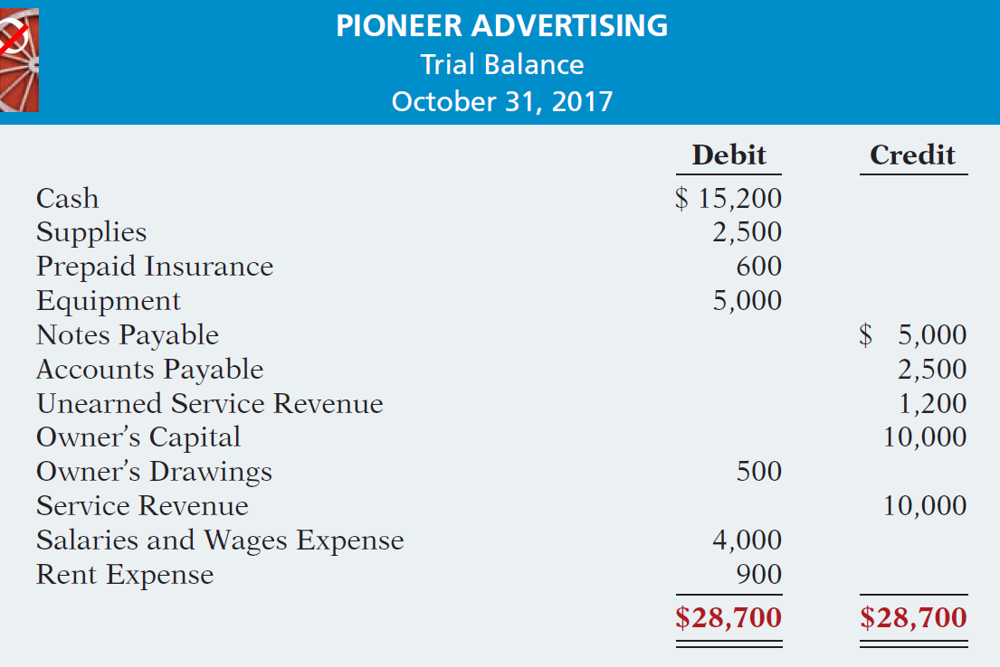 PIONEER ADVERTISING
Trial Balance
October 31, 2017
Debit Credit
Cash $ 15,200
Supplies 2,500
Prepaid Insurance 600
Equipment 5,000
Notes Payable $ 5,000
Accounts Payable 2,500
Unearned Service Revenue 1,200
Owner’s Capital 10,000
Owner’s Drawings 500
Service Revenue 10,000
Salaries and Wages Expense 4,000
Rent Expense 900
$28,700 $28,700